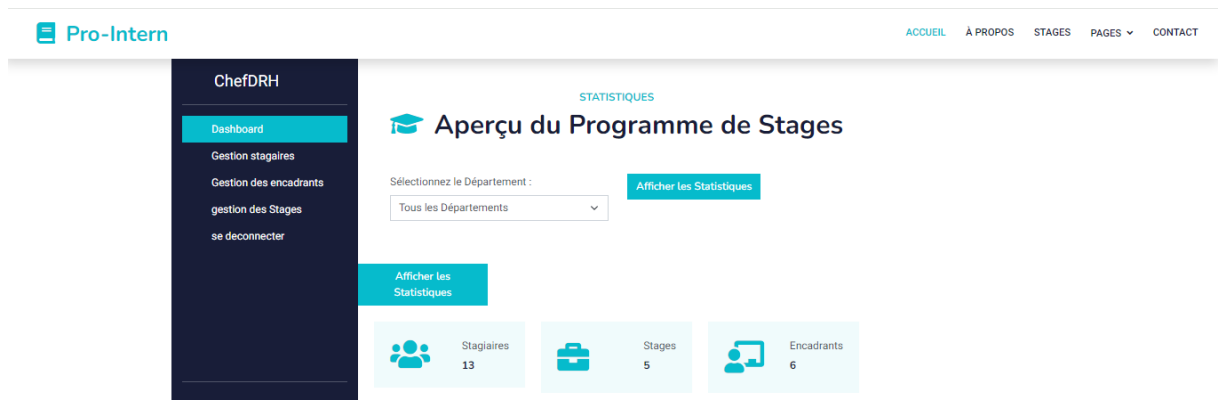 Pro-Intern
ACCUEIL À PROPOS STAGES PAGES CONTACT
ChefDRH
Dashboard
Gestion stagaires
Gestion des encadrants
gestion des Stages
se deconnecter
STATISTIQUES
Aperçu du Programme de Stages
Sélectionnez le Département :
Tous les Départements
Afficher les Statistiques
Afficher les
Statistiques
Stagiaires
13
Stages
5
Encadrants
6